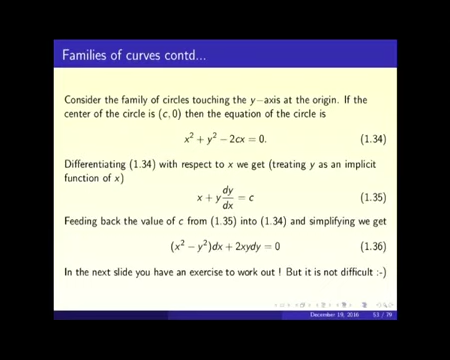 Families of curves contd...
Consider the family of circles touching the y−axis at the origin. If the
center of the circle is (c, 0) then the equation of the circle is
x² + y² − 2cx = 0. (1.34)
Differentiating (1.34) with respect to x we get (treating y as an implicit
function of x)
x + y dy/dx = c (1.35)
Feeding back the value of c from (1.35) into (1.34) and simplifying we get
(x² − y²)dx + 2xydy = 0 (1.36)
In the next slide you have an exercise to work out ! But it is not difficult :-)
December 19, 2016 53 / 79